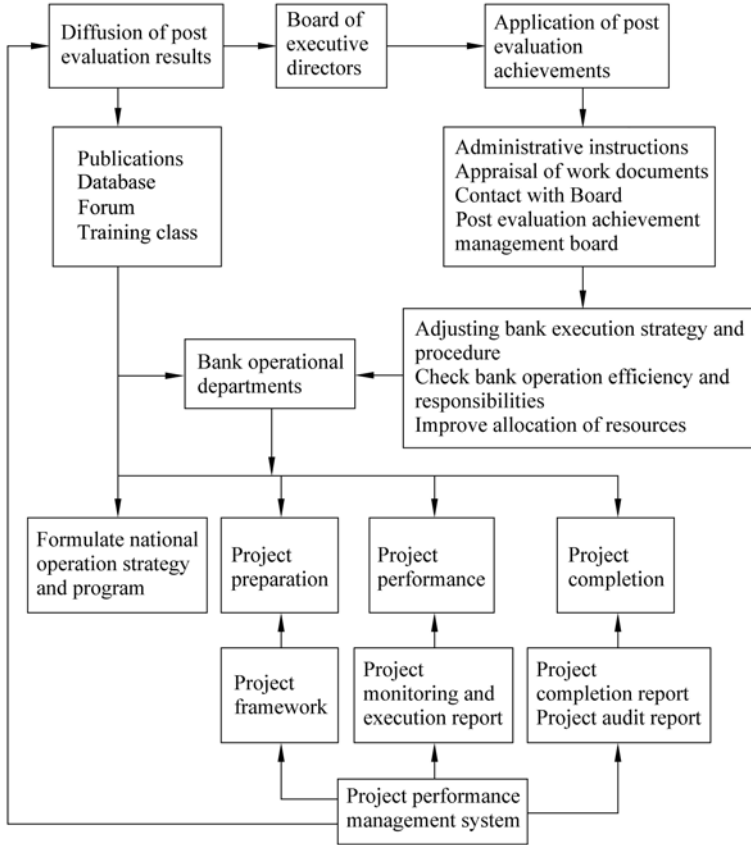 Diffusion of post
evaluation results
Board of
executive
directors
Application of post
evaluation
achievements
Publications
Database
Forum
Training class
Administrative instructions
Appraisal of work documents
Contact with Board
Post evaluation achievement
management board
Bank operational
departments
Adjusting bank execution strategy and
procedure
Check bank operation efficiency and
responsibilities
Improve allocation of resources
Formulate national
operation strategy
and program
Project
preparation
Project
performance
Project
completion
Project
framework
Project
monitoring and
execution report
Project
completion report
Project audit report
Project performance
management system